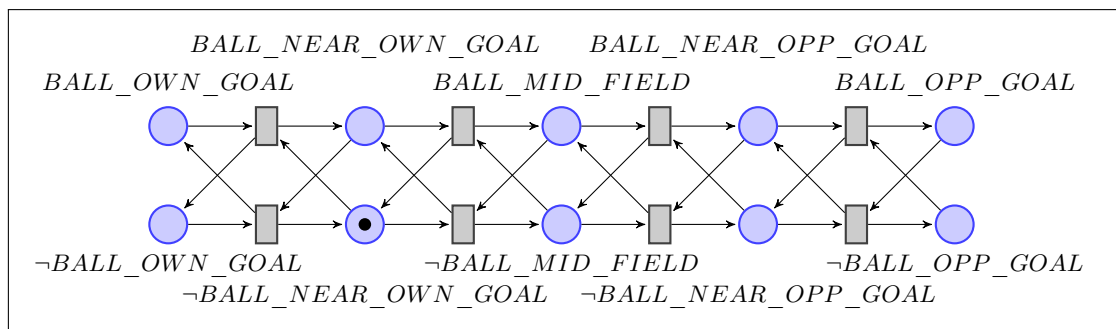 BALL_NEAR_OWN_GOAL BALL_NEAR_OPP_GOAL
BALL_OWN_GOAL BALL_MID_FIELD BALL_OPP_GOAL
¬BALL_OWN_GOAL ¬BALL_MID_FIELD ¬BALL_OPP_GOAL
¬BALL_NEAR_OWN_GOAL ¬BALL_NEAR_OPP_GOAL